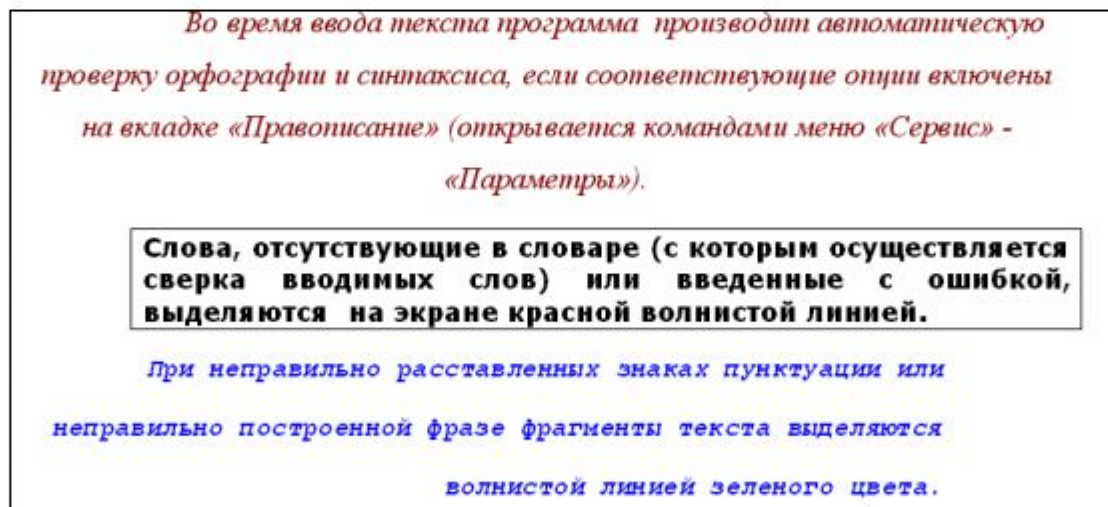 Во время ввода текста программа производит автоматическую
проверку орфографии и синтаксиса, если соответствующие опции включены
на вкладке «Правописание» (открывается командами меню «Сервис» -
«Параметры»).
Слова, отсутствующие в словаре (с которым осуществляется
сверка вводимых слов) или введенные с ошибкой,
выделяются на экране красной волнистой линией.
При неправильно расставленных знаках пунктуации или
неправильно построенной фразе фрагменты текста выделяются
волнистой линией зеленого цвета.